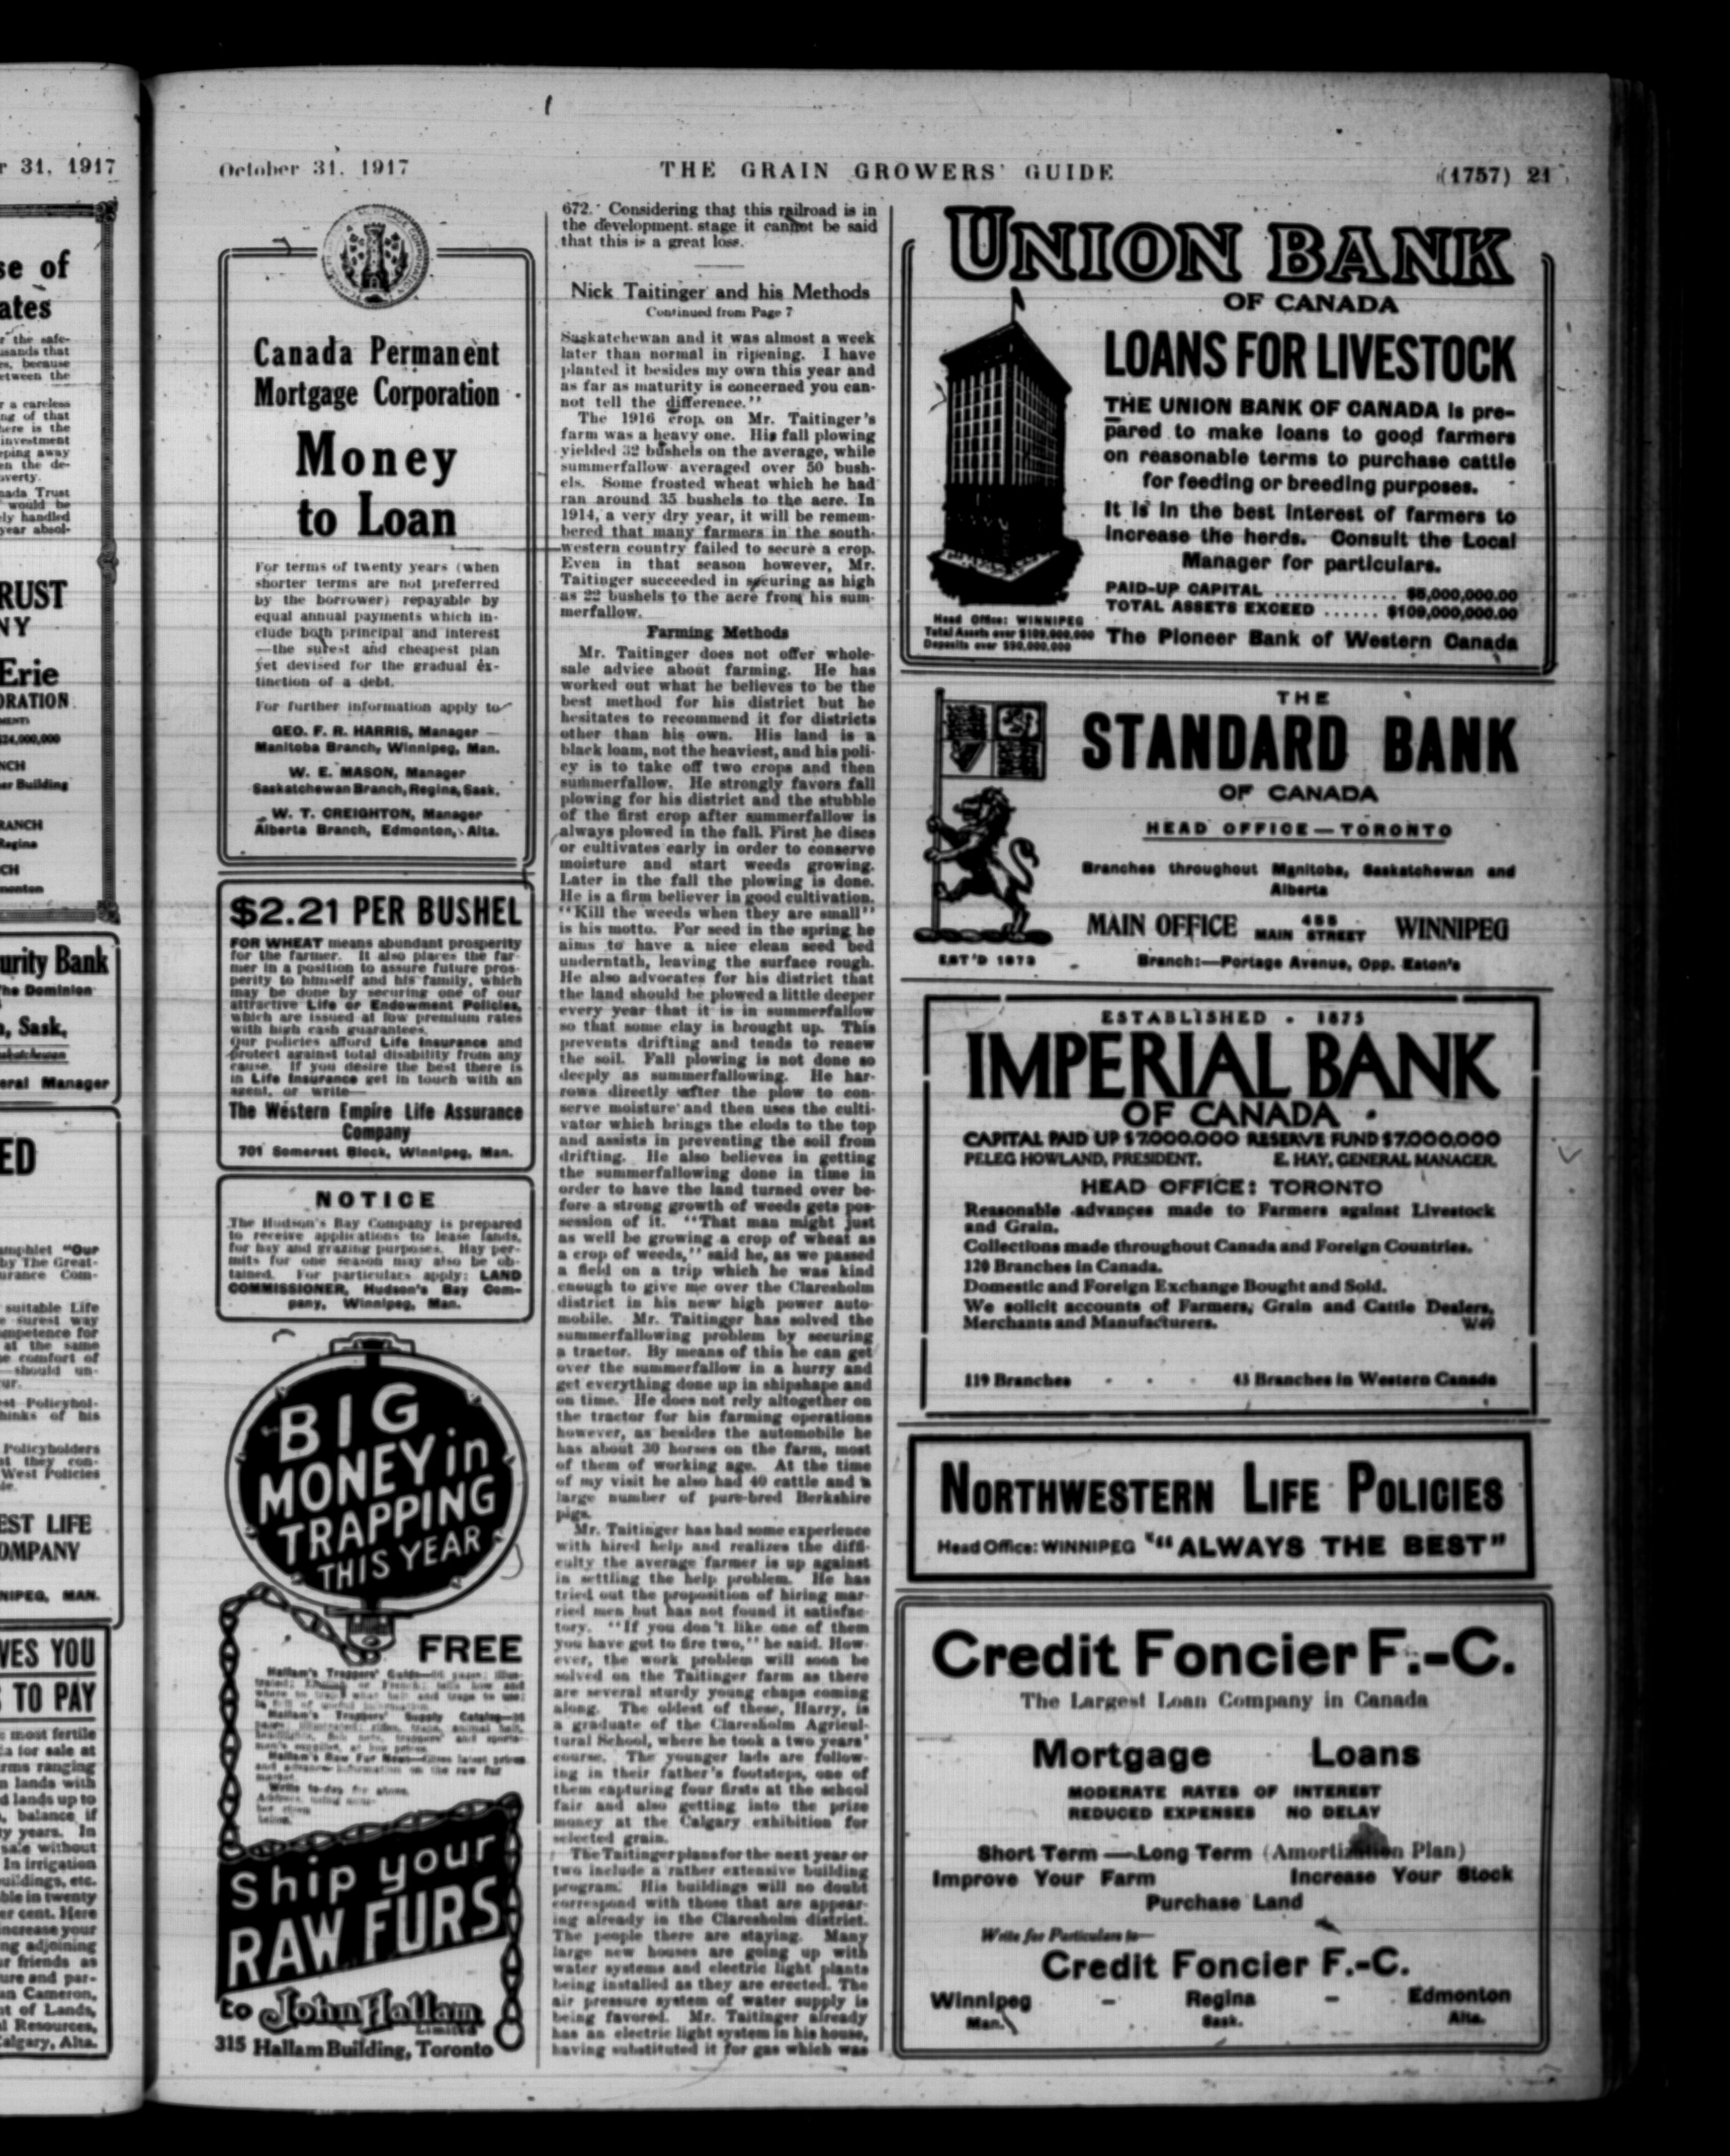 October 31, 1917
THE GRAIN GROWERS' GUIDE
(1757) 21
Canada Permanent
Mortgage Corporation
Money
to Loan
For terms of twenty years (when
shorter terms are not preferred
by the borrower) repayable by
equal annual payments which in-
clude both principal and interest
—the surest and cheapest plan
yet devised for the gradual ex-
tinction of a debt.
For further information apply to
GEO. F. R. HARRIS, Manager
Manitoba Branch, Winnipeg, Man.
W. E. MASON, Manager
Saskatchewan Branch, Regina, Sask.
W. T. CREIGHTON, Manager
Alberta Branch, Edmonton, Alta.
$2.21 PER BUSHEL
FOR WHEAT means abundant prosperity
for the farmer. It also places the far-
mer in a position to assure future pros-
perity to himself and his family, which
may be done by securing one of our
attractive Life or Endowment Policies,
which are issued at low premium rates
with high cash guarantees.
Our policies afford Life Insurance and
protect against total disability from any
cause. If you desire the best there is
in Life Insurance get in touch with an
agent, or write—
The Western Empire Life Assurance
Company
701 Somerset Block, Winnipeg, Man.
NOTICE
The Hudson's Bay Company is prepared
to receive applications to lease lands,
for hay and grazing purposes. Hay per-
mits for one season may also be ob-
tained. For particulars apply: LAND
COMMISSIONER, Hudson's Bay Com-
pany, Winnipeg, Man.
BIG
MONEY in
TRAPPING
THIS YEAR
FREE
Hallam's Trappers' Guide—
Hallam's Trappers' Supply Catalog—
Hallam's Raw Fur News—Gives latest prices
and advance information on the raw fur
market.
Write to-day for
Ship your
RAW FURS
to John Hallam
Limited
315 Hallam Building, Toronto
672. Considering that this railroad is in
the development stage it cannot be said
that this is a great loss.
Nick Taitinger and his Methods
Continued from Page 7
Saskatchewan and it was almost a week
later than normal in ripening. I have
planted it besides my own this year and
as far as maturity is concerned you can-
not tell the difference."
The 1916 crop on Mr. Taitinger's
farm was a heavy one. His fall plowing
yielded 32 bushels on the average, while
summerfallow averaged over 50 bush-
els. Some frosted wheat which he had
ran around 35 bushels to the acre. In
1914, a very dry year, it will be remem-
bered that many farmers in the south-
western country failed to secure a crop.
Even in that season however, Mr.
Taitinger succeeded in securing as high
as 22 bushels to the acre from his sum-
merfallow.
Farming Methods
Mr. Taitinger does not offer whole-
sale advice about farming. He has
worked out what he believes to be the
best method for his district but he
hesitates to recommend it for districts
other than his own. His land is a
black loam, not the heaviest, and his poli-
cy is to take off two crops and then
summerfallow. He strongly favors fall
plowing for his district and the stubble
of the first crop after summerfallow is
always plowed in the fall. First he discs
or cultivates early in order to conserve
moisture and start weeds growing.
Later in the fall the plowing is done.
He is a firm believer in good cultivation.
"Kill the weeds when they are small"
is his motto. For seed in the spring he
aims to have a nice clean seed bed
underntath, leaving the surface rough.
He also advocates for his district that
the land should be plowed a little deeper
every year that it is in summerfallow
so that some clay is brought up. This
prevents drifting and tends to renew
the soil. Fall plowing is not done so
deeply as summerfallowing. He har-
rows directly after the plow to con-
serve moisture and then uses the culti-
vator which brings the clods to the top
and assists in preventing the soil from
drifting. He also believes in getting
the summerfallowing done in time in
order to have the land turned over be-
fore a strong growth of weeds gets pos-
session of it. "That man might just
as well be growing a crop of wheat as
a crop of weeds," said he, as we passed
a field on a trip which he was kind
enough to give me over the Claresholm
district in his new high power auto-
mobile. Mr. Taitinger has solved the
summerfallowing problem by securing
a tractor. By means of this he can get
over the summerfallow in a hurry and
get everything done up in shipshape and
on time. He does not rely altogether on
the tractor for his farming operations
however, as besides the automobile he
has about 30 horses on the farm, most
of them of working age. At the time
of my visit he also had 40 cattle and a
large number of pure-bred Berkshire
pigs.
Mr. Taitinger has had some experience
with hired help and realizes the diffi-
culty the average farmer is up against
in settling the help problem. He has
tried out the proposition of hiring mar-
ried men but has not found it satisfac-
tory. "If you don't like one of them
you have got to fire two," he said. How-
ever, the work problem will soon be
solved on the Taitinger farm as there
are several sturdy young chaps coming
along. The oldest of these, Harry, is
a graduate of the Claresholm Agricul-
tural School, where he took a two years'
course. The younger lads are follow-
ing in their father's footsteps, one of
them capturing four firsts at the school
fair and also getting into the prize
money at the Calgary exhibition for
selected grain.
The Taitinger plans for the next year or
two include a rather extensive building
program. His buildings will no doubt
correspond with those that are appear-
ing already in the Claresholm district.
The people there are staying. Many
large new houses are going up with
water systems and electric light plants
being installed as they are erected. The
air pressure system of water supply is
being favored. Mr. Taitinger already
has an electric light system in his house,
having substituted it for gas which was
UNION BANK
OF CANADA
LOANS FOR LIVESTOCK
THE UNION BANK OF CANADA is pre-
pared to make loans to good farmers
on reasonable terms to purchase cattle
for feeding or breeding purposes.
It is in the best interest of farmers to
increase the herds. Consult the Local
Manager for particulars.
PAID-UP CAPITAL ............. $5,000,000.00
TOTAL ASSETS EXCEED ...... $109,000,000.00
The Pioneer Bank of Western Canada
Head Office: WINNIPEG
Total Assets over $109,000,000
Deposits over $90,000,000
THE
STANDARD BANK
OF CANADA
HEAD OFFICE—TORONTO
Branches throughout Manitoba, Saskatchewan and
Alberta
MAIN OFFICE 455 MAIN STREET WINNIPEG
EST'D 1873
Branch:—Portage Avenue, Opp. Eaton's
ESTABLISHED 1875
IMPERIAL BANK
OF CANADA
CAPITAL PAID UP $7,000,000 RESERVE FUND $7,000,000
PELEG HOWLAND, PRESIDENT. E. HAY, GENERAL MANAGER.
HEAD OFFICE: TORONTO
Reasonable advances made to Farmers against Livestock
and Grain.
Collections made throughout Canada and Foreign Countries.
120 Branches in Canada.
Domestic and Foreign Exchange Bought and Sold.
We solicit accounts of Farmers, Grain and Cattle Dealers,
Merchants and Manufacturers. W49
119 Branches - - - 43 Branches in Western Canada
NORTHWESTERN LIFE POLICIES
Head Office: WINNIPEG "ALWAYS THE BEST"
Credit Foncier F.-C.
The Largest Loan Company in Canada
Mortgage Loans
MODERATE RATES OF INTEREST
REDUCED EXPENSES NO DELAY
Short Term—Long Term (Amortization Plan)
Improve Your Farm Increase Your Stock
Purchase Land
Write for Particulars to—
Credit Foncier F.-C.
Winnipeg - Regina - Edmonton
Man. Sask. Alta.